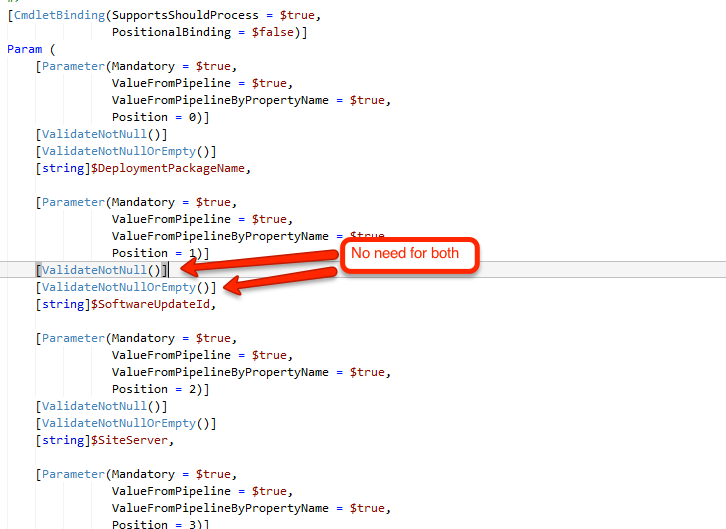 [CmdletBinding(SupportsShouldProcess = $true,
PositionalBinding = $false)]
Param (
[Parameter(Mandatory = $true,
ValueFromPipeline = $true,
ValueFromPipelineByPropertyName = $true,
Position = 0)]
[ValidateNotNull()]
[ValidateNotNullOrEmpty()]
[string]$DeploymentPackageName,
[Parameter(Mandatory = $true,
ValueFromPipeline = $true,
ValueFromPipelineByPropertyName = $true,
Position = 1)]
No need for both
[ValidateNotNull()]
[ValidateNotNullOrEmpty()]
[string]$SoftwareUpdateId,
[Parameter(Mandatory = $true,
ValueFromPipeline = $true,
ValueFromPipelineByPropertyName = $true,
Position = 2)]
[ValidateNotNull()]
[ValidateNotNullOrEmpty()]
[string]$SiteServer,
[Parameter(Mandatory = $true,
ValueFromPipeline = $true,
ValueFromPipelineByPropertyName = $true,
Position = 3)]